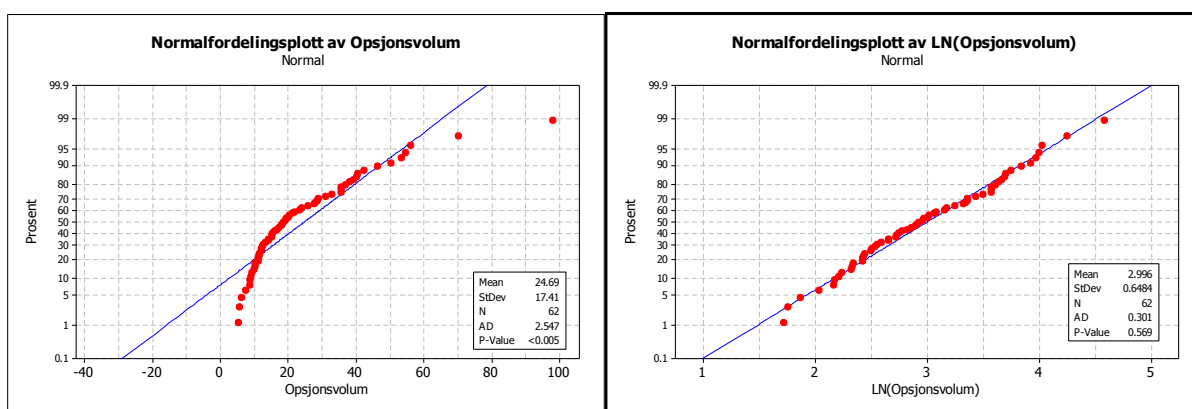 Normalfordelingsplott av Opsjonsvolum
Normal
99.9
99
95
90
80
70
60
50
40
30
20
10
5
1
0.1
Prosent
-40
-20
0
20
40
60
80
100
Opsjonsvolum
Mean 24.69
StDev 17.41
N 62
AD 2.547
P-Value <0.005
Normalfordelingsplott av LN(Opsjonsvolum)
Normal
99.9
99
95
90
80
70
60
50
40
30
20
10
5
1
0.1
Prosent
1
2
3
4
5
LN(Opsjonsvolum)
Mean 2.996
StDev 0.6484
N 62
AD 0.301
P-Value 0.569